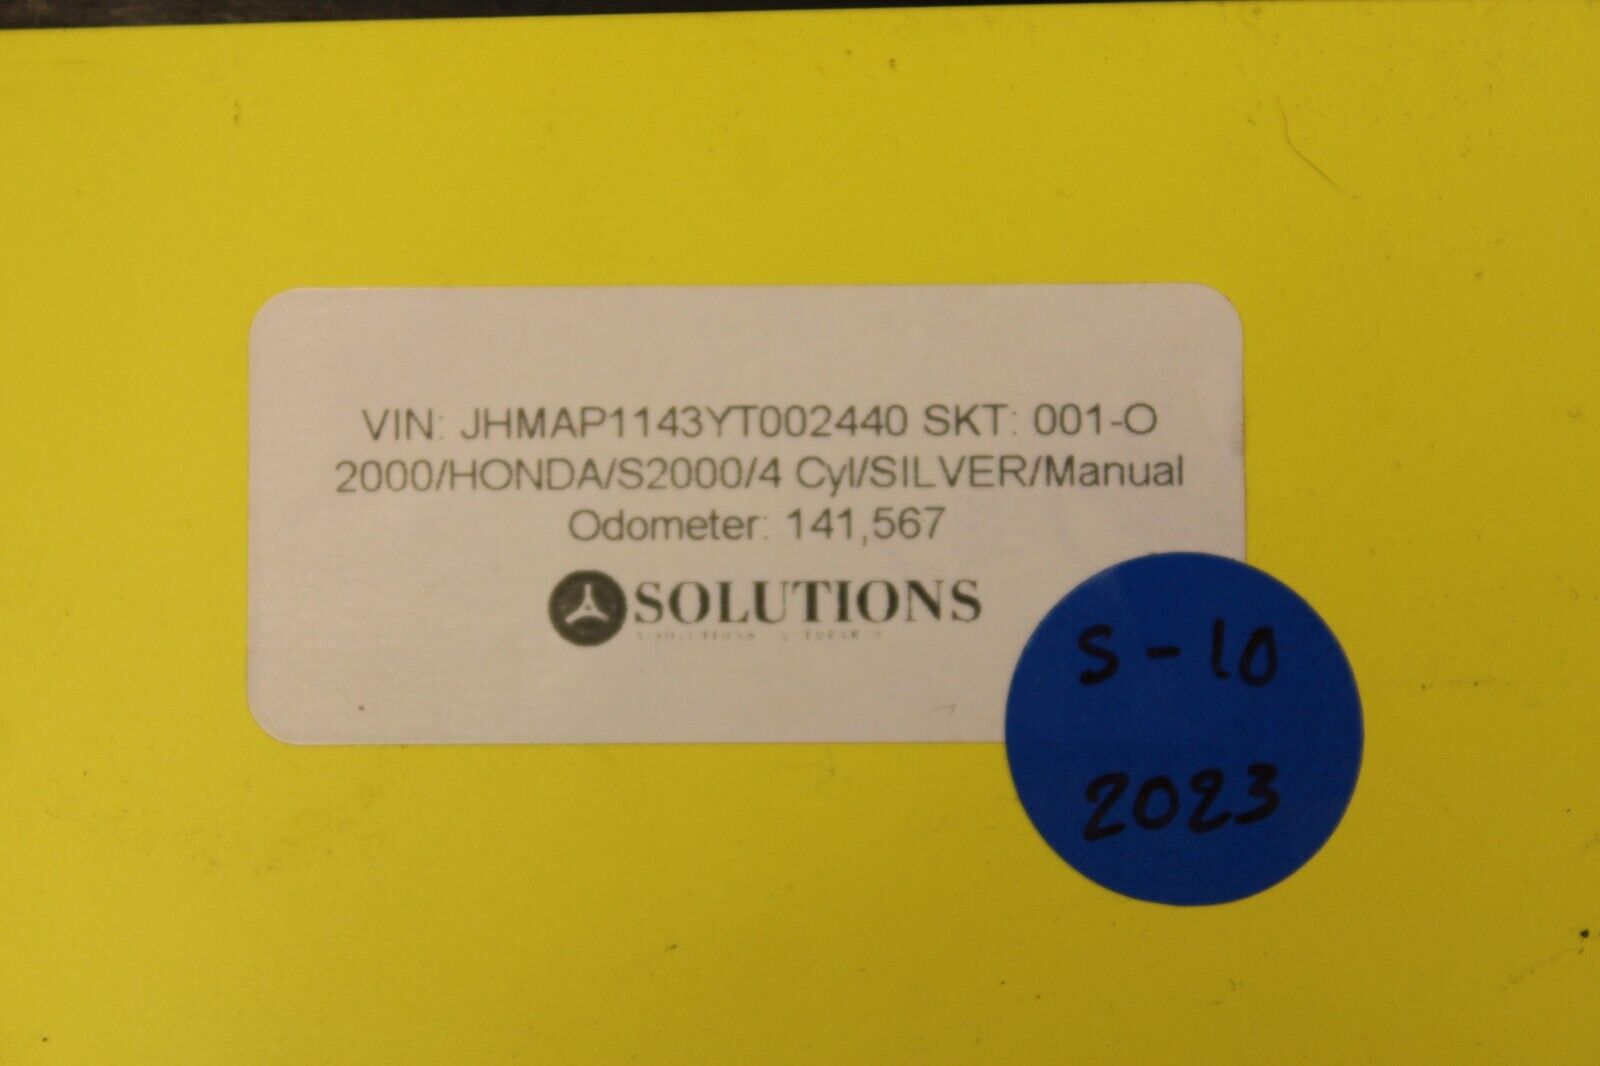 VIN: JHMAP1143YT002440 SKT: 001-O
2000/HONDA/S2000/4 Cyl/SILVER/Manual
Odometer: 141,567
SOLUTIONS
S-10
2023